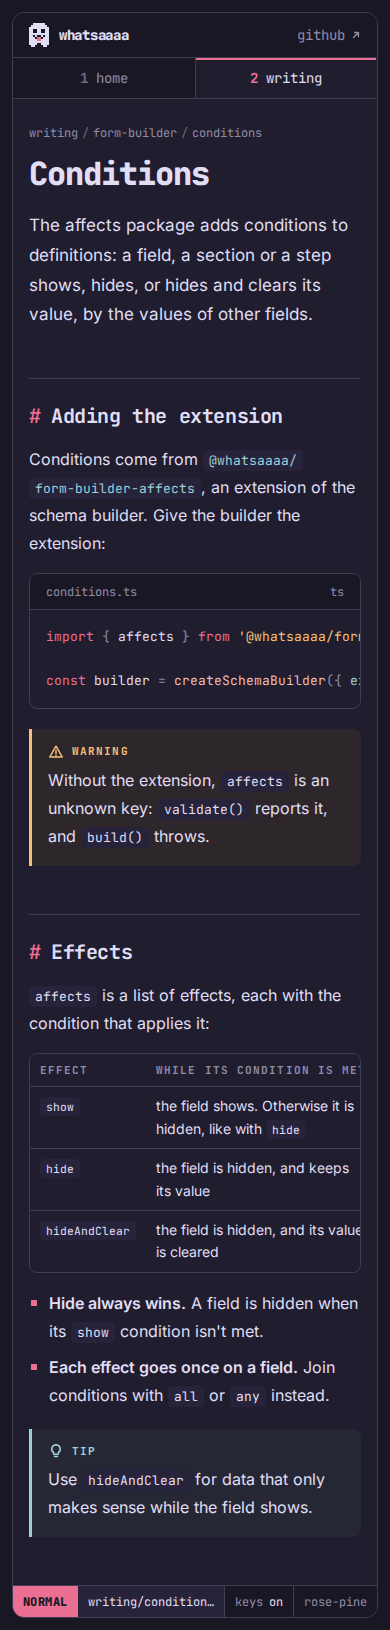 whatsaaaa
github ↗
1 home
2 writing
writing / form-builder / conditions
Conditions
The affects package adds conditions to
definitions: a field, a section or a step
shows, hides, or hides and clears its
value, by the values of other fields.
# Adding the extension
Conditions come from @whatsaaaa/
form-builder-affects, an extension of the
schema builder. Give the builder the
extension:
conditions.ts
ts
import { affects } from '@whatsaaaa/for
const builder = createSchemaBuilder({ e
WARNING
Without the extension, affects is an
unknown key: validate() reports it,
and build() throws.
# Effects
affects is a list of effects, each with the
condition that applies it:
EFFECT
WHILE ITS CONDITION IS MET
show
the field shows. Otherwise it is
hidden, like with hide
hide
the field is hidden, and keeps
its value
hideAndClear
the field is hidden, and its value
is cleared
Hide always wins. A field is hidden when
its show condition isn't met.
Each effect goes once on a field. Join
conditions with all or any instead.
TIP
Use hideAndClear for data that only
makes sense while the field shows.
NORMAL
writing/condition…
keys on
rose-pine